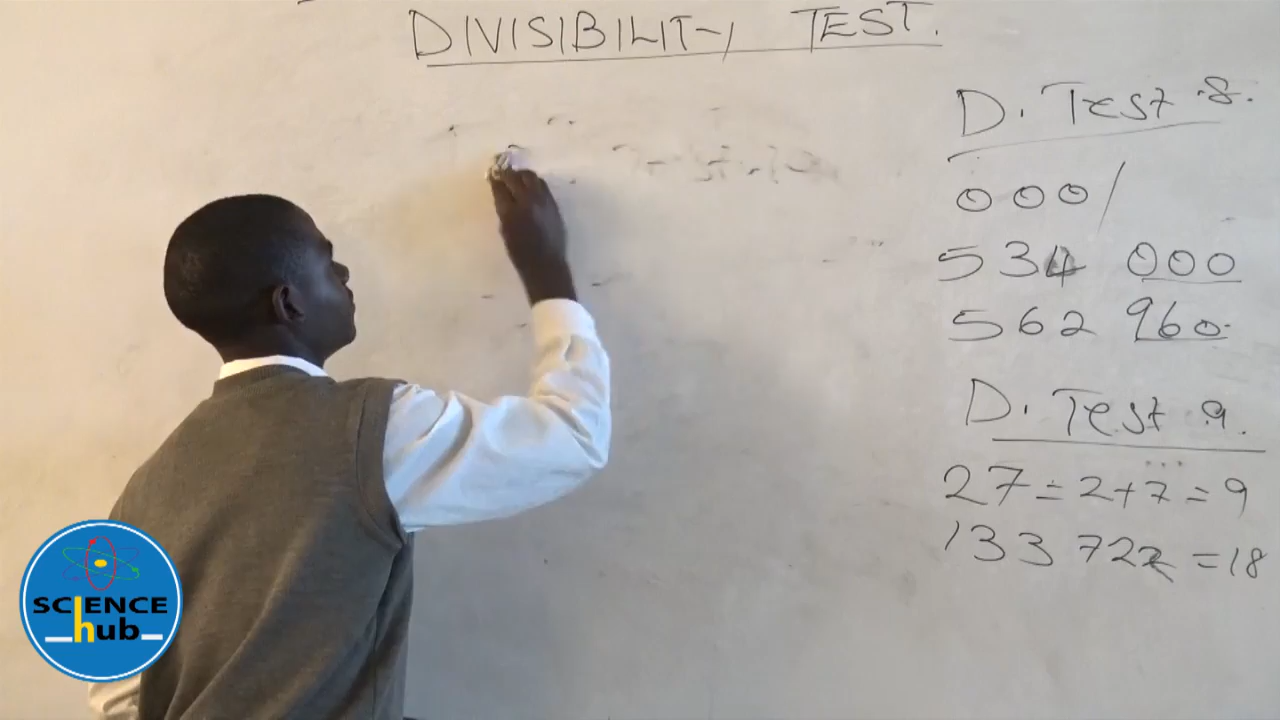 DIVISIBILITY TEST.
D. Test 8.
000/
534 000
562 960.
D. Test 9.
27 = 2+7 = 9
133 722 = 18
SCIENCE
hub